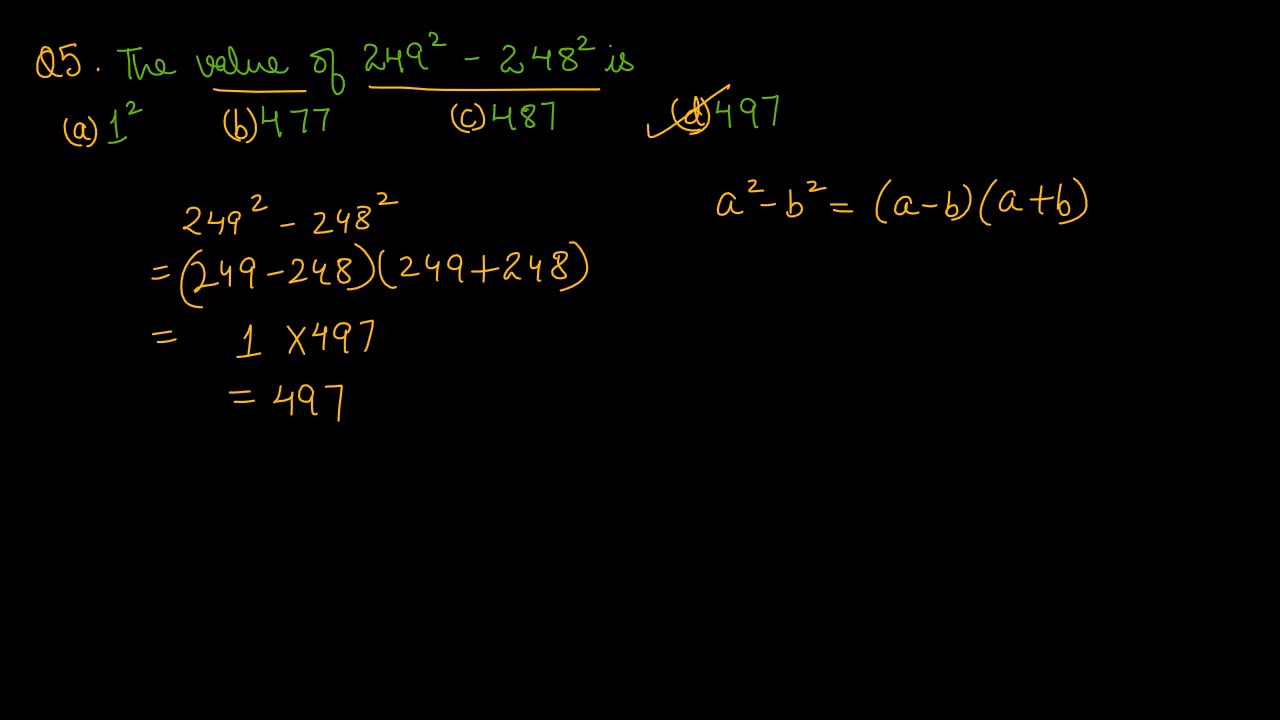 Q5. The value of 249² - 248² is
(a) 1² (b) 477 (c) 487 (d) 497
a² - b² = (a-b)(a+b)
249² - 248²
= (249-248)(249+248)
= 1 × 497
= 497